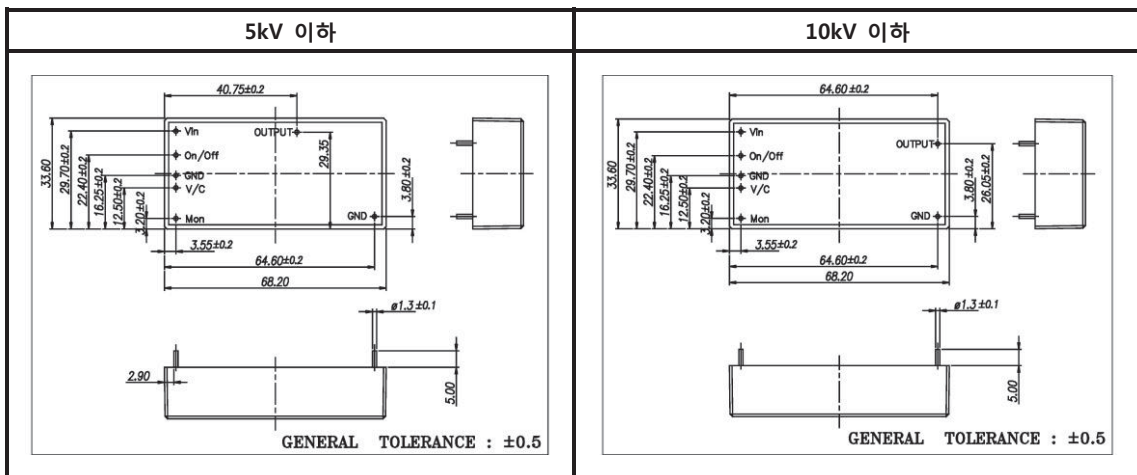 5kV 이하
10kV 이하
40.75±0.2
Vin
OUTPUT
On/Off
GND
V/C
Mon
GND
33.60
29.70±0.2
22.40±0.2
16.25±0.2
12.50±0.2
3.20±0.2
29.35
3.80±0.2
3.55±0.2
64.60±0.2
68.20
ø1.3±0.1
2.90
5.00
GENERAL TOLERANCE : ±0.5
64.60±0.2
Vin
OUTPUT
On/Off
GND
V/C
Mon
GND
33.60
29.70±0.2
22.40±0.2
16.25±0.2
12.50±0.2
3.20±0.2
3.80±0.2
26.05±0.2
3.55±0.2
64.60±0.2
68.20
ø1.3±0.1
5.00
GENERAL TOLERANCE : ±0.5